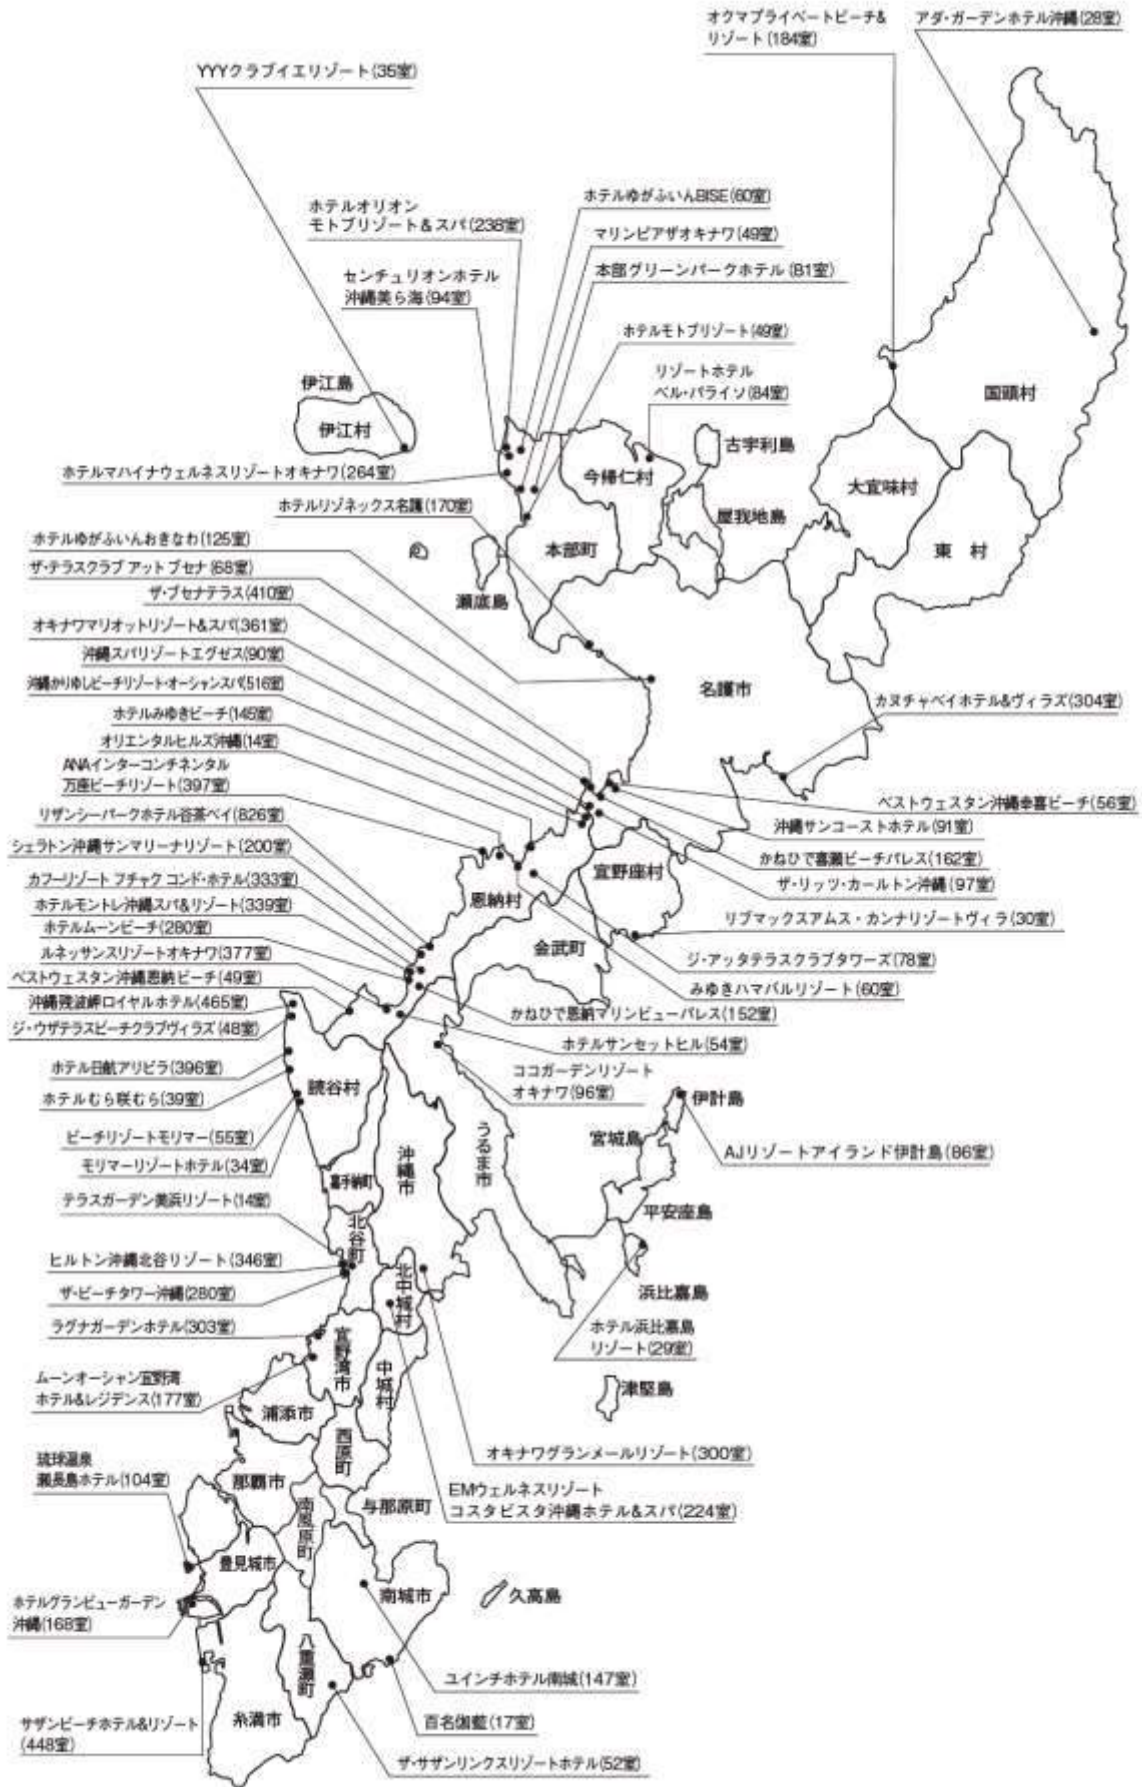 オクマプライベートビーチ&
リゾート(184室)
アダ・ガーデンホテル沖縄(28室)
YYYクラブイエリゾート(35室)
ホテルゆがふいんBISE(60室)
ホテルオリオン
モトブリゾート&スパ(238室)
マリンピアザオキナワ(49室)
センチュリオンホテル
沖縄美ら海(94室)
本部グリーンパークホテル(81室)
ホテルモトブリゾート(49室)
リゾートホテル
ベル・パライソ(84室)
伊江島
伊江村
国頭村
古宇利島
今帰仁村
大宜味村
ホテルマハイナウェルネスリゾートオキナワ(264室)
ホテルリゾネックス名護(170室)
屋我地島
本部町
東 村
瀬底島
ホテルゆがふいんおきなわ(125室)
ザ・テラスクラブ アット ブセナ(68室)
ザ・ブセナテラス(410室)
オキナワマリオットリゾート&スパ(361室)
沖縄スパリゾートエグゼス(90室)
沖縄かりゆしビーチリゾート・オーシャンスパ(516室)
ホテルみゆきビーチ(145室)
オリエンタルヒルズ沖縄(14室)
ANAインターコンチネンタル
万座ビーチリゾート(397室)
リザンシーパークホテル谷茶ベイ(826室)
シェラトン沖縄サンマリーナリゾート(200室)
カフーリゾート フチャク コンド・ホテル(333室)
ホテルモントレ沖縄スパ&リゾート(339室)
ホテルムーンビーチ(280室)
ルネッサンスリゾートオキナワ(377室)
ベストウェスタン沖縄恩納ビーチ(49室)
沖縄残波岬ロイヤルホテル(465室)
ジ・ウザテラスビーチクラブヴィラズ(48室)
ホテル日航アリビラ(396室)
ホテルむら咲むら(39室)
ビーチリゾートモリマー(55室)
モリマーリゾートホテル(34室)
テラスガーデン美浜リゾート(14室)
ヒルトン沖縄北谷リゾート(346室)
ザ・ビーチタワー沖縄(280室)
ラグナガーデンホテル(303室)
ムーンオーシャン宜野湾
ホテル&レジデンス(177室)
名護市
カヌチャベイホテル&ヴィラズ(304室)
ベストウェスタン沖縄幸喜ビーチ(56室)
沖縄サンコーストホテル(91室)
かねひで喜瀬ビーチパレス(162室)
ザ・リッツ・カールトン沖縄(97室)
宜野座村
恩納村
リブマックスアムス・カンナリゾートヴィラ(30室)
金武町
ジ・アッタテラスクラブタワーズ(78室)
みゆきハマバルリゾート(60室)
かねひで恩納マリンビューパレス(152室)
ホテルサンセットヒル(54室)
ココガーデンリゾート
オキナワ(96室)
読谷村
伊計島
宮城島
AJリゾートアイランド伊計島(86室)
うるま市
沖縄市
嘉手納町
平安座島
北谷町
北中城村
浜比嘉島
ホテル浜比嘉島
リゾート(29室)
宜野湾市
中城村
津堅島
浦添市
西原町
オキナワグランメールリゾート(300室)
琉球温泉
瀬長島ホテル(104室)
那覇市
EMウェルネスリゾート
コスタビスタ沖縄ホテル&スパ(224室)
与那原町
南風原町
豊見城市
南城市
久高島
ホテルグランビューガーデン
沖縄(168室)
八重瀬町
ユインチホテル南城(147室)
糸満市
百名伽藍(17室)
サザンビーチホテル&リゾート
(448室)
ザ・サザンリンクスリゾートホテル(52室)